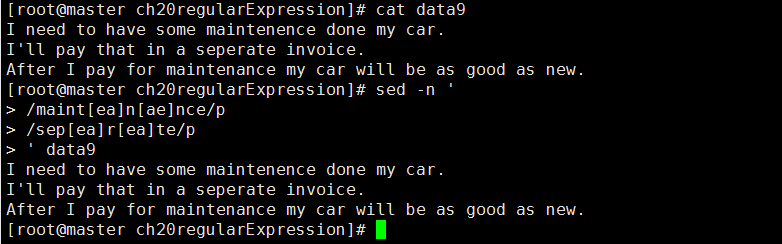 [root@master ch20regularExpression]# cat data9
I need to have some maintenence done my car.
I'll pay that in a seperate invoice.
After I pay for maintenance my car will be as good as new.
[root@master ch20regularExpression]# sed -n '
> /maint[ea]n[ae]nce/p
> /sep[ea]r[ea]te/p
> ' data9
I need to have some maintenence done my car.
I'll pay that in a seperate invoice.
After I pay for maintenance my car will be as good as new.
[root@master ch20regularExpression]#